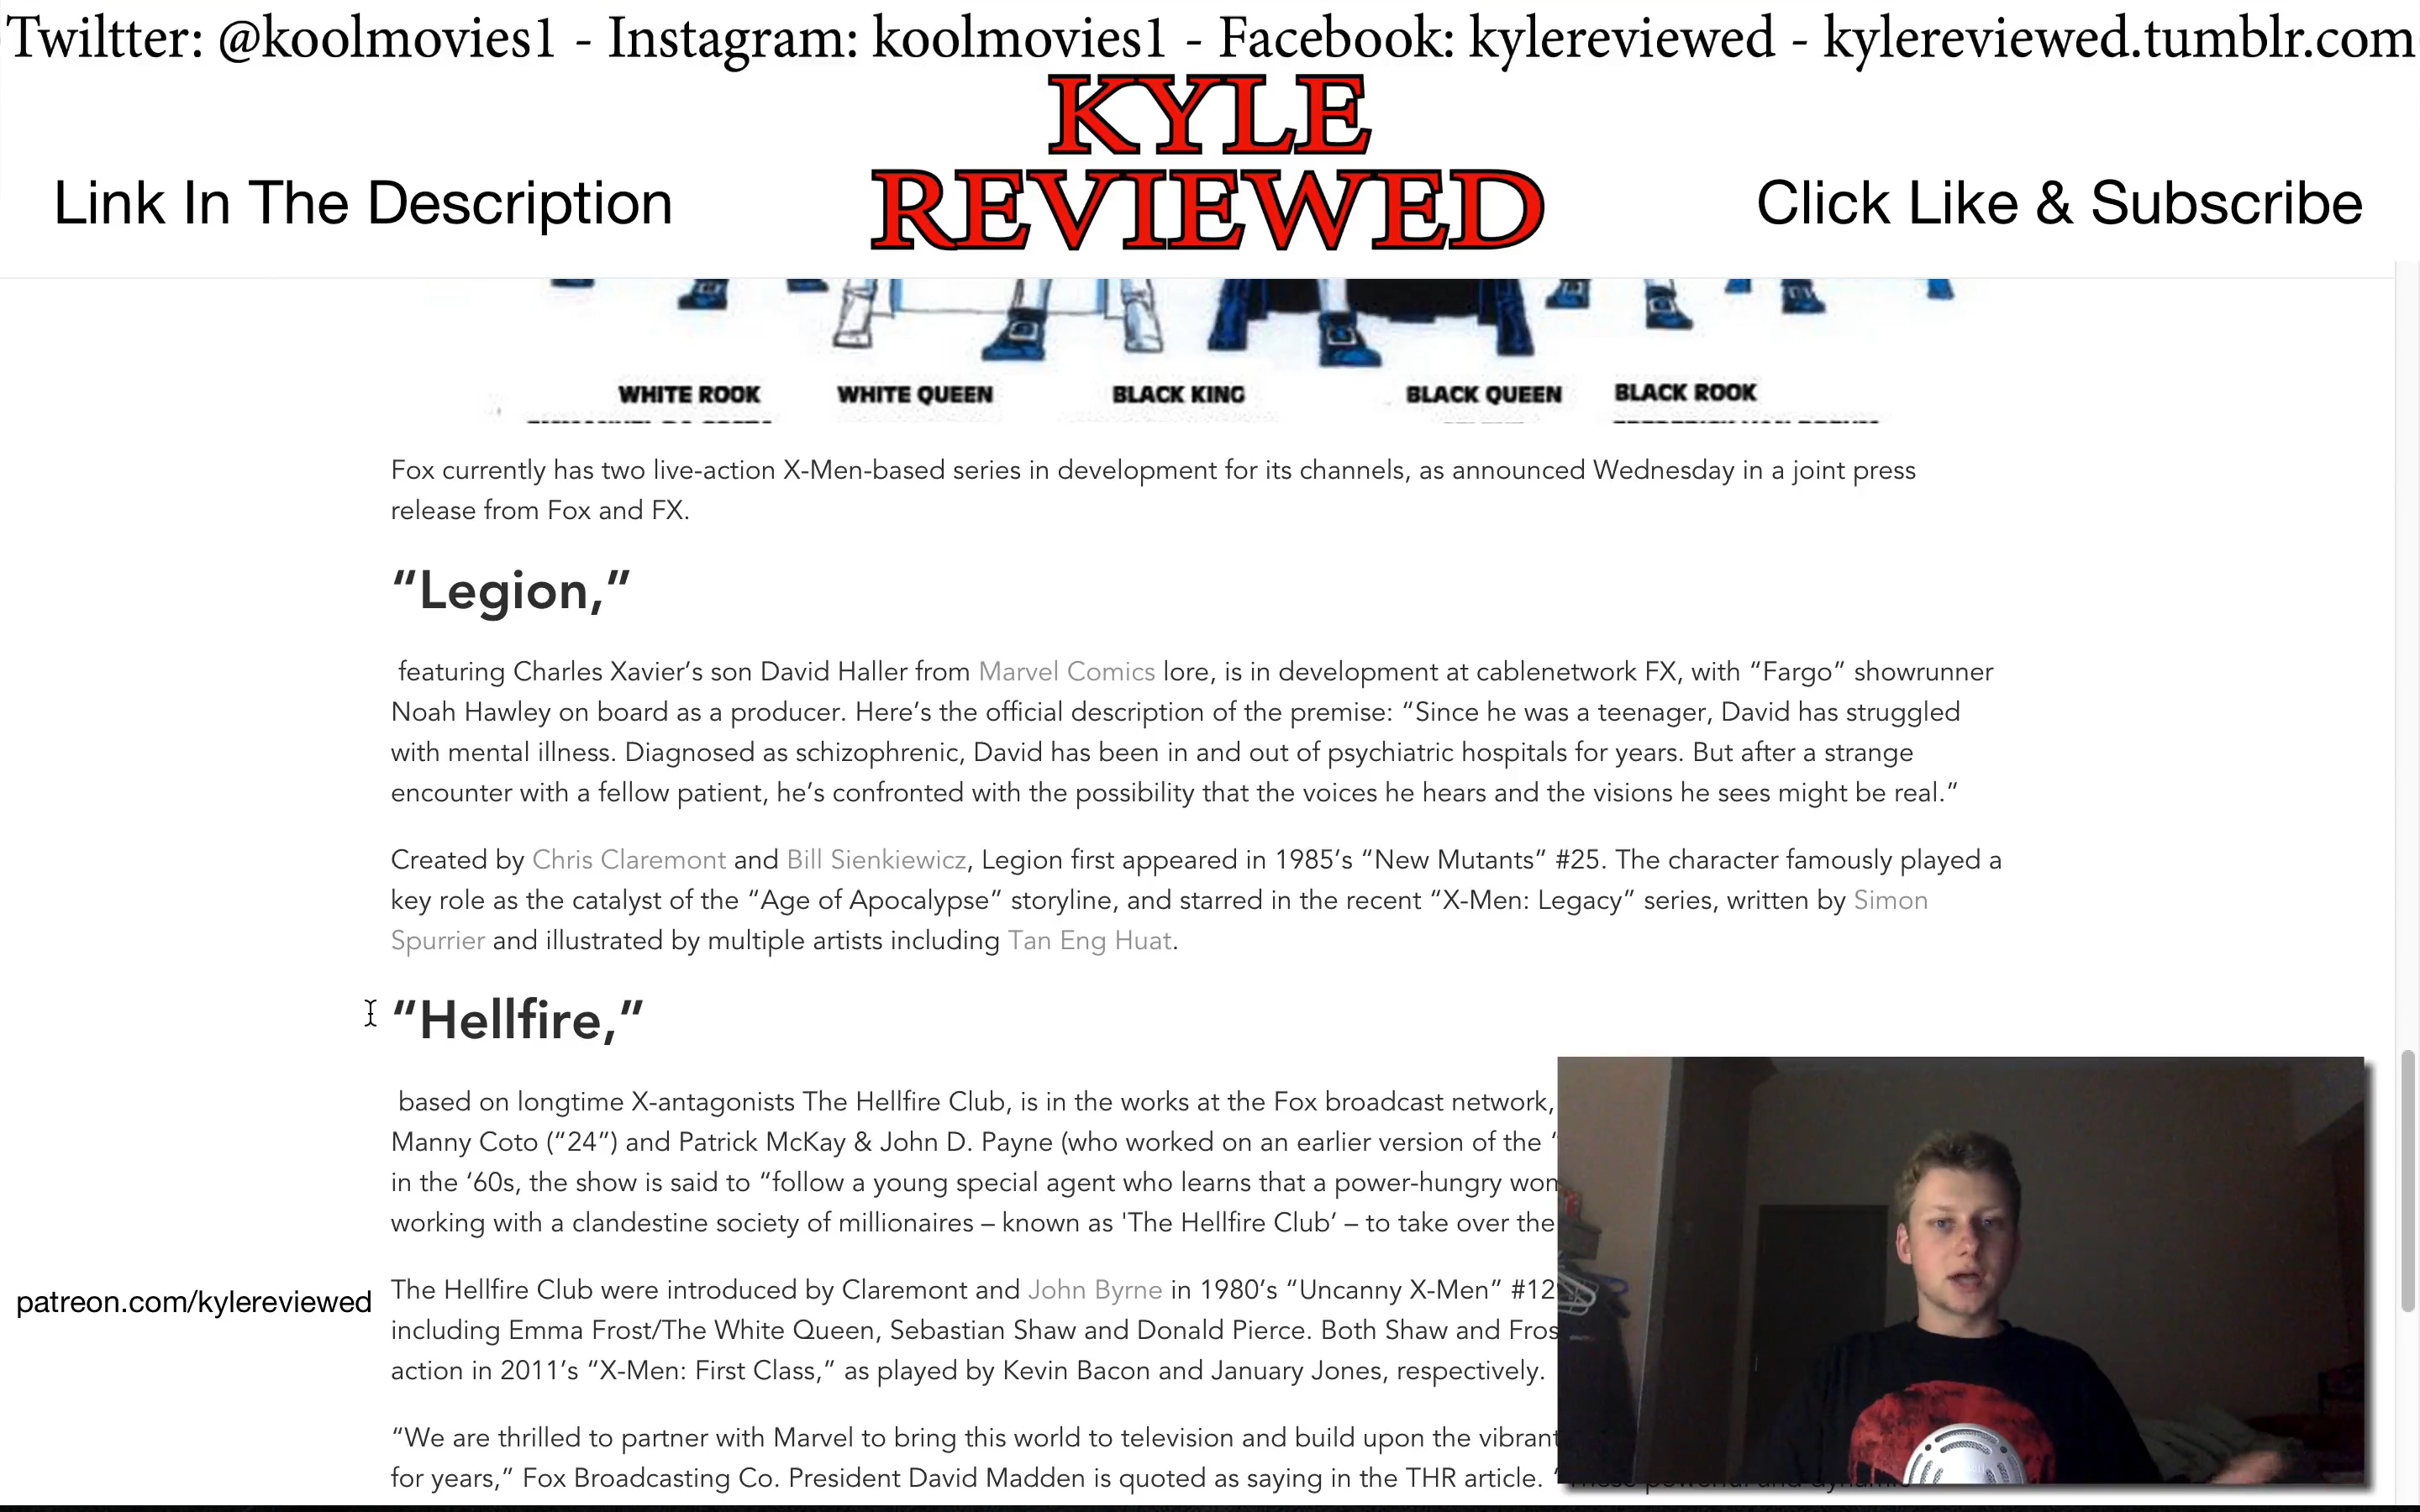 Twiltter: @koolmovies1 - Instagram: koolmovies1 - Facebook: kylereviewed - kylereviewed.tumblr.com
KYLE
REVIEWED
Link In The Description
Click Like & Subscribe
WHITE ROOK WHITE QUEEN BLACK KING BLACK QUEEN BLACK ROOK
Fox currently has two live-action X-Men-based series in development for its channels, as announced Wednesday in a joint press
release from Fox and FX.
“Legion,”
featuring Charles Xavier’s son David Haller from Marvel Comics lore, is in development at cablenetwork FX, with “Fargo” showrunner
Noah Hawley on board as a producer. Here’s the official description of the premise: “Since he was a teenager, David has struggled
with mental illness. Diagnosed as schizophrenic, David has been in and out of psychiatric hospitals for years. But after a strange
encounter with a fellow patient, he’s confronted with the possibility that the voices he hears and the visions he sees might be real.”
Created by Chris Claremont and Bill Sienkiewicz, Legion first appeared in 1985’s “New Mutants” #25. The character famously played a
key role as the catalyst of the “Age of Apocalypse” storyline, and starred in the recent “X-Men: Legacy” series, written by Simon
Spurrier and illustrated by multiple artists including Tan Eng Huat.
“Hellfire,”
based on longtime X-antagonists The Hellfire Club, is in the works at the Fox broadcast network,
Manny Coto (“24”) and Patrick McKay & John D. Payne (who worked on an earlier version of the
in the ‘60s, the show is said to “follow a young special agent who learns that a power-hungry
working with a clandestine society of millionaires – known as 'The Hellfire Club’ – to take over the
patreon.com/kylereviewed
The Hellfire Club were introduced by Claremont and John Byrne in 1980’s “Uncanny X-Men” #12
including Emma Frost/The White Queen, Sebastian Shaw and Donald Pierce. Both Shaw and
action in 2011’s “X-Men: First Class,” as played by Kevin Bacon and January Jones, respectively.
“We are thrilled to partner with Marvel to bring this world to television and build upon the vibrant
for years,” Fox Broadcasting Co. President David Madden is quoted as saying in the THR article.